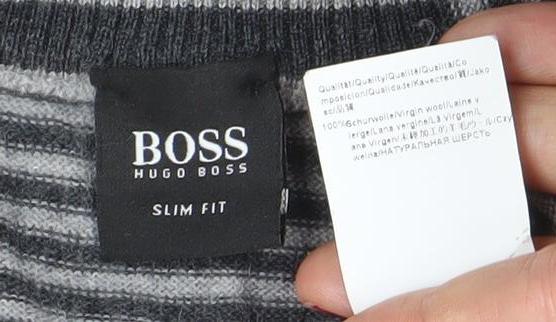 BOSS
HUGO BOSS
SLIM FIT
Qualität/Quality/Qualité/Qualità/Co
mposicion/Qualidade/Качество/
100%Schurwolle/Virgin wool/Laine v
ierge/Lana vergine/Lã Virgem/L
ana Virgen/
wełna/НАТУРАЛЬНАЯ ШЕРСТЬ